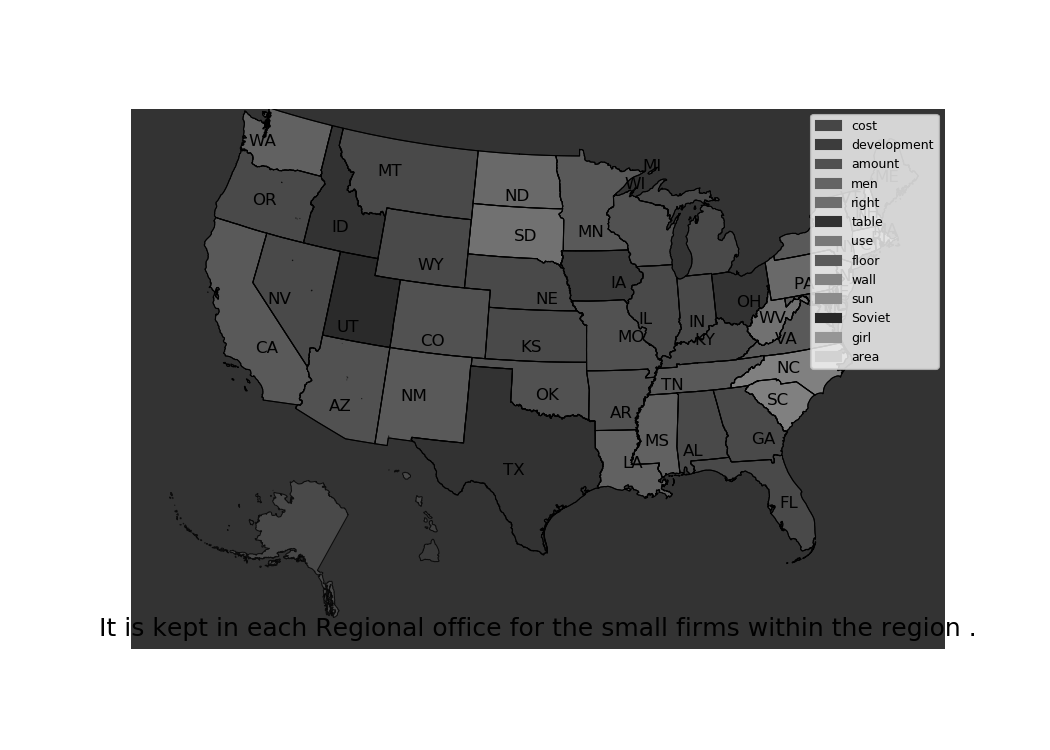 WA
MT
ME
OR
ND
MI
WI
ID
SD
MN
WY
IA
NV
NE
PA
OH
UT
IL
IN
WV
CA
CO
KS
MO
KY
VA
AZ
NM
OK
TN
NC
AR
SC
MS
AL
GA
TX
LA
FL
cost
development
amount
men
right
table
use
floor
wall
sun
Soviet
girl
area
It is kept in each Regional office for the small firms within the region .